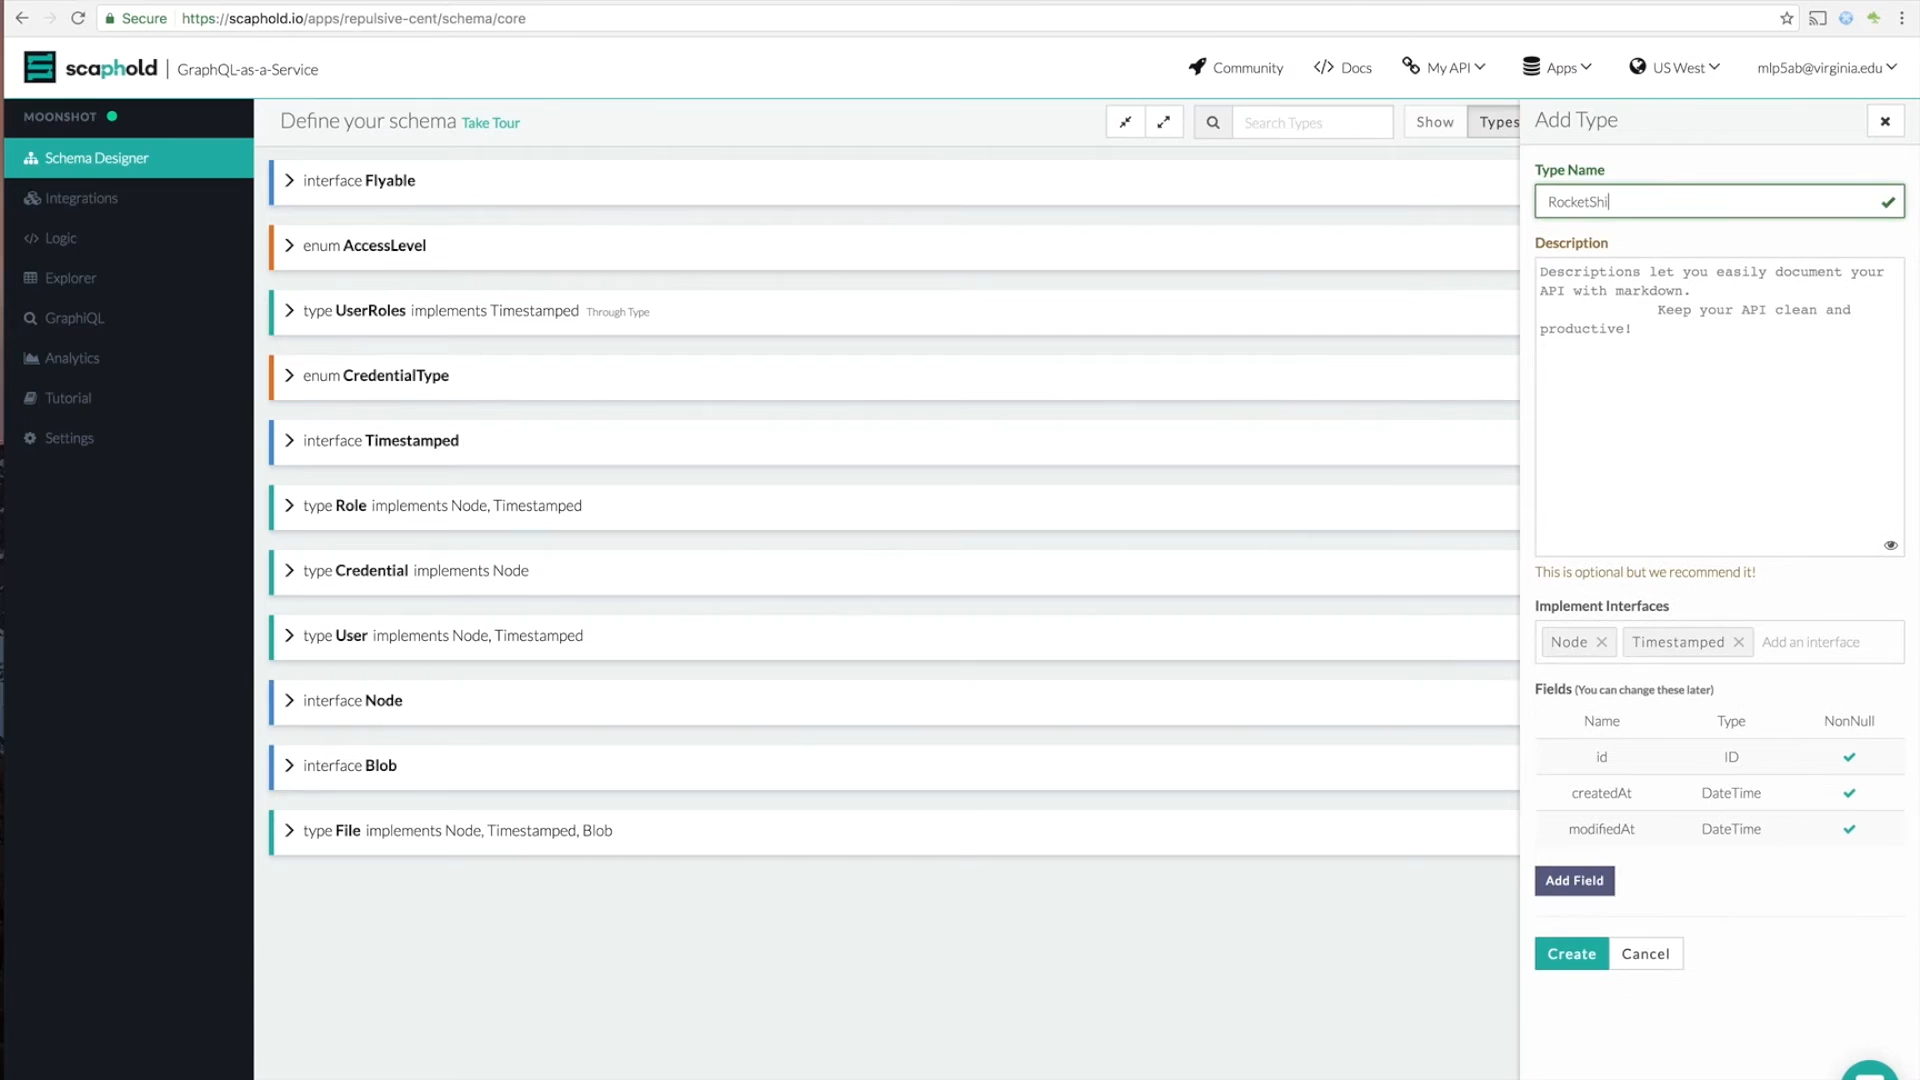 Secure https://scaphold.io/apps/repulsive-cent/schema/core
scaphold | GraphQL-as-a-Service
Community
</> Docs
My API
Apps
US West
mlp5ab@virginia.edu
MOONSHOT
Schema Designer
Integrations
Logic
Explorer
GraphiQL
Analytics
Tutorial
Settings
Define your schema Take Tour
Search Types
Show
Types
interface Flyable
enum AccessLevel
type UserRoles implements Timestamped Through Type
enum CredentialType
interface Timestamped
type Role implements Node, Timestamped
type Credential implements Node
type User implements Node, Timestamped
interface Node
interface Blob
type File implements Node, Timestamped, Blob
Add Type
Type Name
RocketShi
Description
Descriptions let you easily document your
API with markdown.
Keep your API clean and
productive!
This is optional but we recommend it!
Implement Interfaces
Node
Timestamped
Add an interface
Fields (You can change these later)
Name Type NonNull
id ID
createdAt DateTime
modifiedAt DateTime
Add Field
Create
Cancel